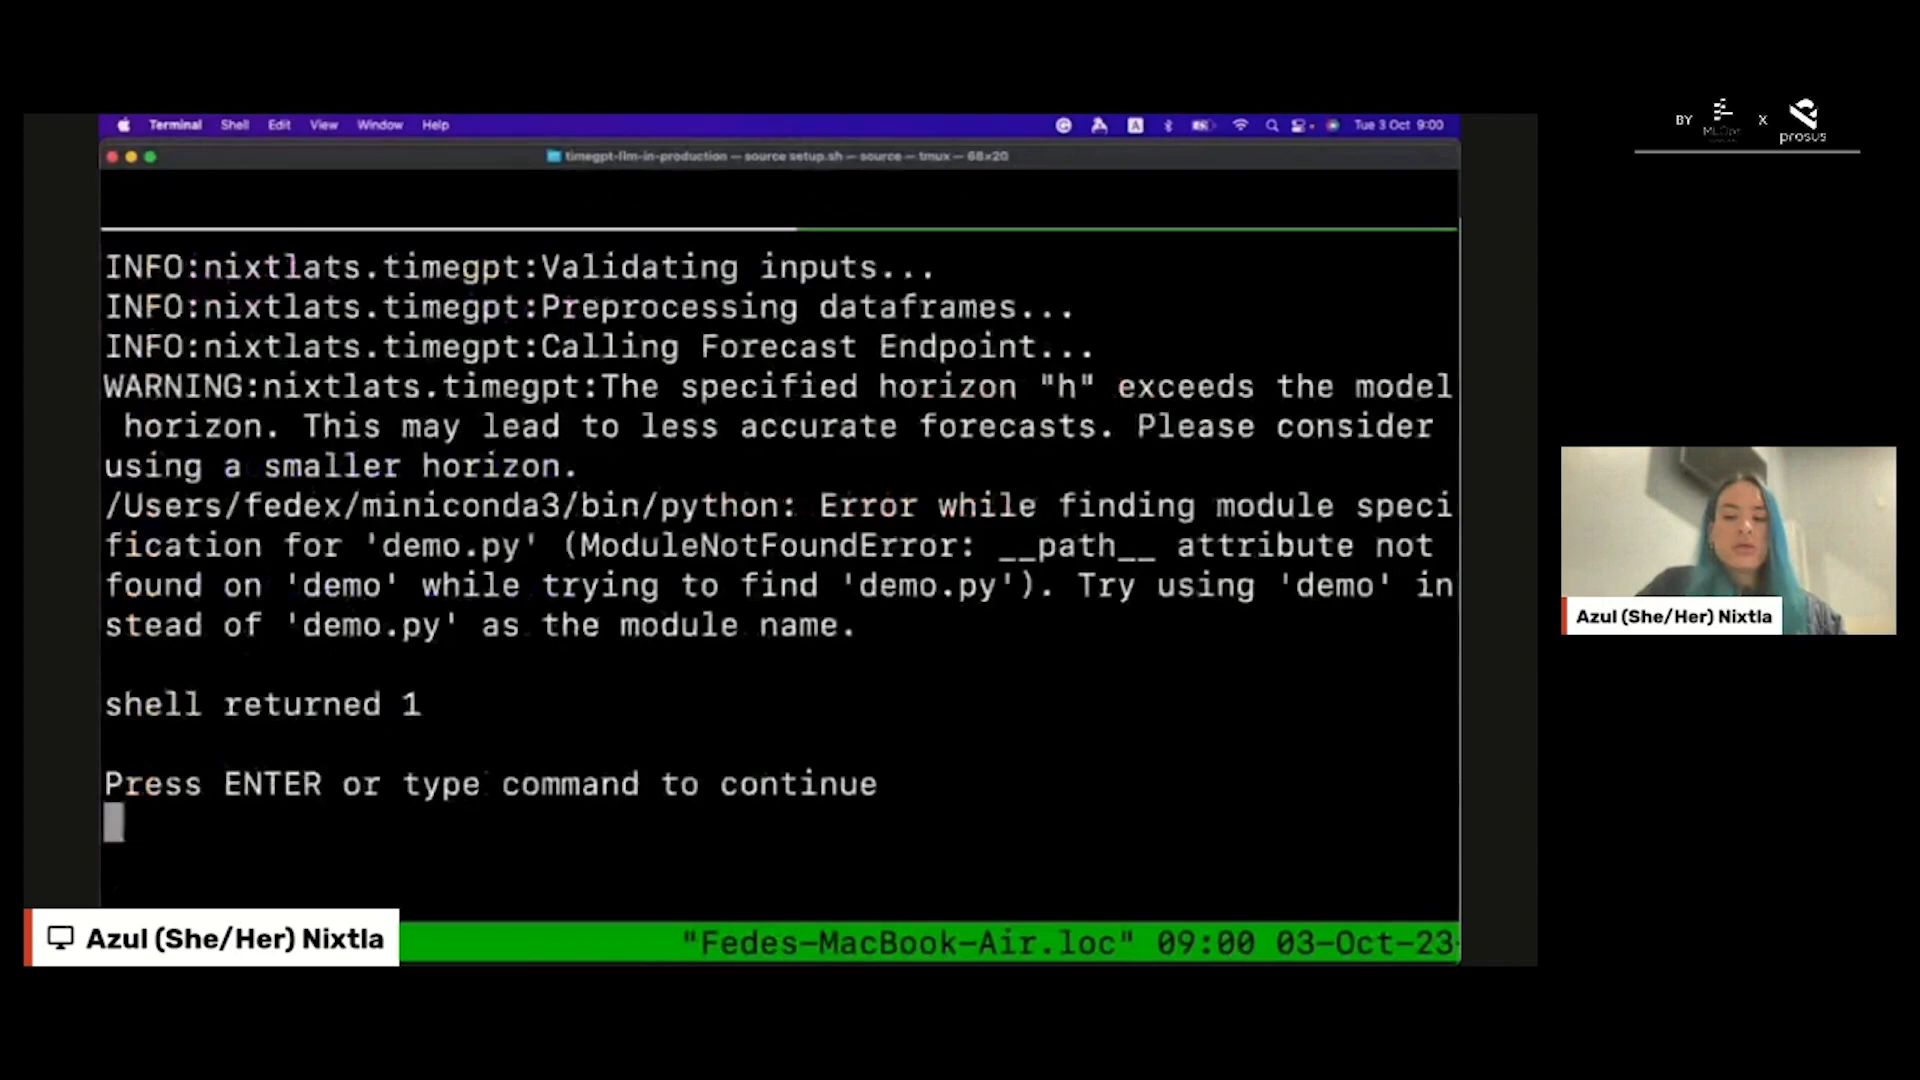 Terminal Shell Edit View Window Help
Tue 3 Oct 9:00
timegpt-llm-in-production — source setup.sh — source — tmux — 68×20
BY MLOps X prosus
INFO:nixtlats.timegpt:Validating inputs...
INFO:nixtlats.timegpt:Preprocessing dataframes...
INFO:nixtlats.timegpt:Calling Forecast Endpoint...
WARNING:nixtlats.timegpt:The specified horizon "h" exceeds the model
horizon. This may lead to less accurate forecasts. Please consider
using a smaller horizon.
/Users/fedex/miniconda3/bin/python: Error while finding module speci
fication for 'demo.py' (ModuleNotFoundError: __path__ attribute not
found on 'demo' while trying to find 'demo.py'). Try using 'demo' in
stead of 'demo.py' as the module name.
shell returned 1
Press ENTER or type command to continue
Azul (She/Her) Nixtla
"Fedes-MacBook-Air.loc" 09:00 03-Oct-23
Azul (She/Her) Nixtla